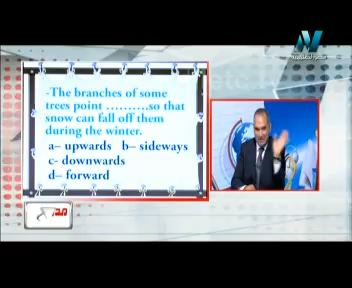 -The branches of some
trees point ..........so that
snow can fall off them
during the winter.
a– upwards b– sideways
c– downwards
d– forward